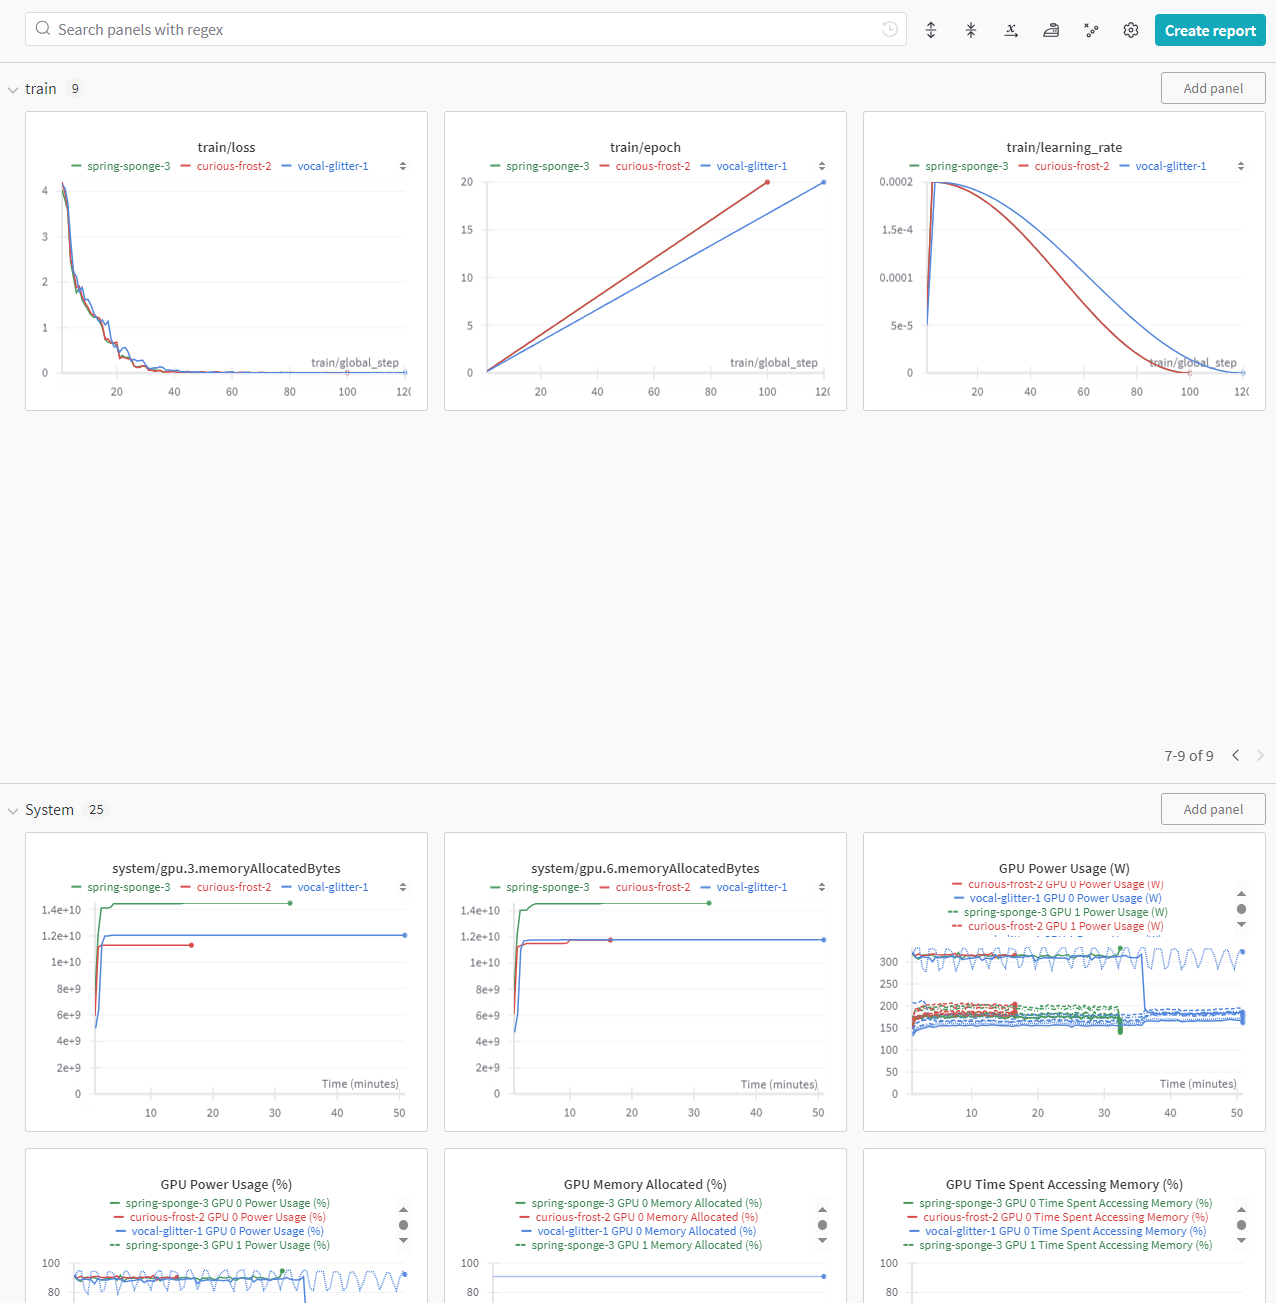 Search panels with regex
Create report
train 9
Add panel
train/loss
spring-sponge-3 curious-frost-2 vocal-glitter-1
4
3
2
1
0
train/global_step
20 40 60 80 100 120
train/epoch
spring-sponge-3 curious-frost-2 vocal-glitter-1
20
15
10
5
0
train/global_step
20 40 60 80 100 120
train/learning_rate
spring-sponge-3 curious-frost-2 vocal-glitter-1
0.0002
1.5e-4
0.0001
5e-5
0
train/global_step
20 40 60 80 100 120
7-9 of 9
System 25
Add panel
system/gpu.3.memoryAllocatedBytes
spring-sponge-3 curious-frost-2 vocal-glitter-1
1.4e+10
1.2e+10
1e+10
8e+9
6e+9
4e+9
2e+9
0
Time (minutes)
10 20 30 40 50
system/gpu.6.memoryAllocatedBytes
spring-sponge-3 curious-frost-2 vocal-glitter-1
1.4e+10
1.2e+10
1e+10
8e+9
6e+9
4e+9
2e+9
0
Time (minutes)
10 20 30 40 50
GPU Power Usage (W)
curious-frost-2 GPU 0 Power Usage (W)
vocal-glitter-1 GPU 0 Power Usage (W)
spring-sponge-3 GPU 1 Power Usage (W)
curious-frost-2 GPU 1 Power Usage (W)
300
250
200
150
100
50
0
Time (minutes)
10 20 30 40 50
GPU Power Usage (%)
spring-sponge-3 GPU 0 Power Usage (%)
curious-frost-2 GPU 0 Power Usage (%)
vocal-glitter-1 GPU 0 Power Usage (%)
spring-sponge-3 GPU 1 Power Usage (%)
100
80
GPU Memory Allocated (%)
spring-sponge-3 GPU 0 Memory Allocated (%)
curious-frost-2 GPU 0 Memory Allocated (%)
vocal-glitter-1 GPU 0 Memory Allocated (%)
spring-sponge-3 GPU 1 Memory Allocated (%)
100
80
GPU Time Spent Accessing Memory (%)
spring-sponge-3 GPU 0 Time Spent Accessing Memory (%)
curious-frost-2 GPU 0 Time Spent Accessing Memory (%)
vocal-glitter-1 GPU 0 Time Spent Accessing Memory (%)
spring-sponge-3 GPU 1 Time Spent Accessing Memory (%)
100
80